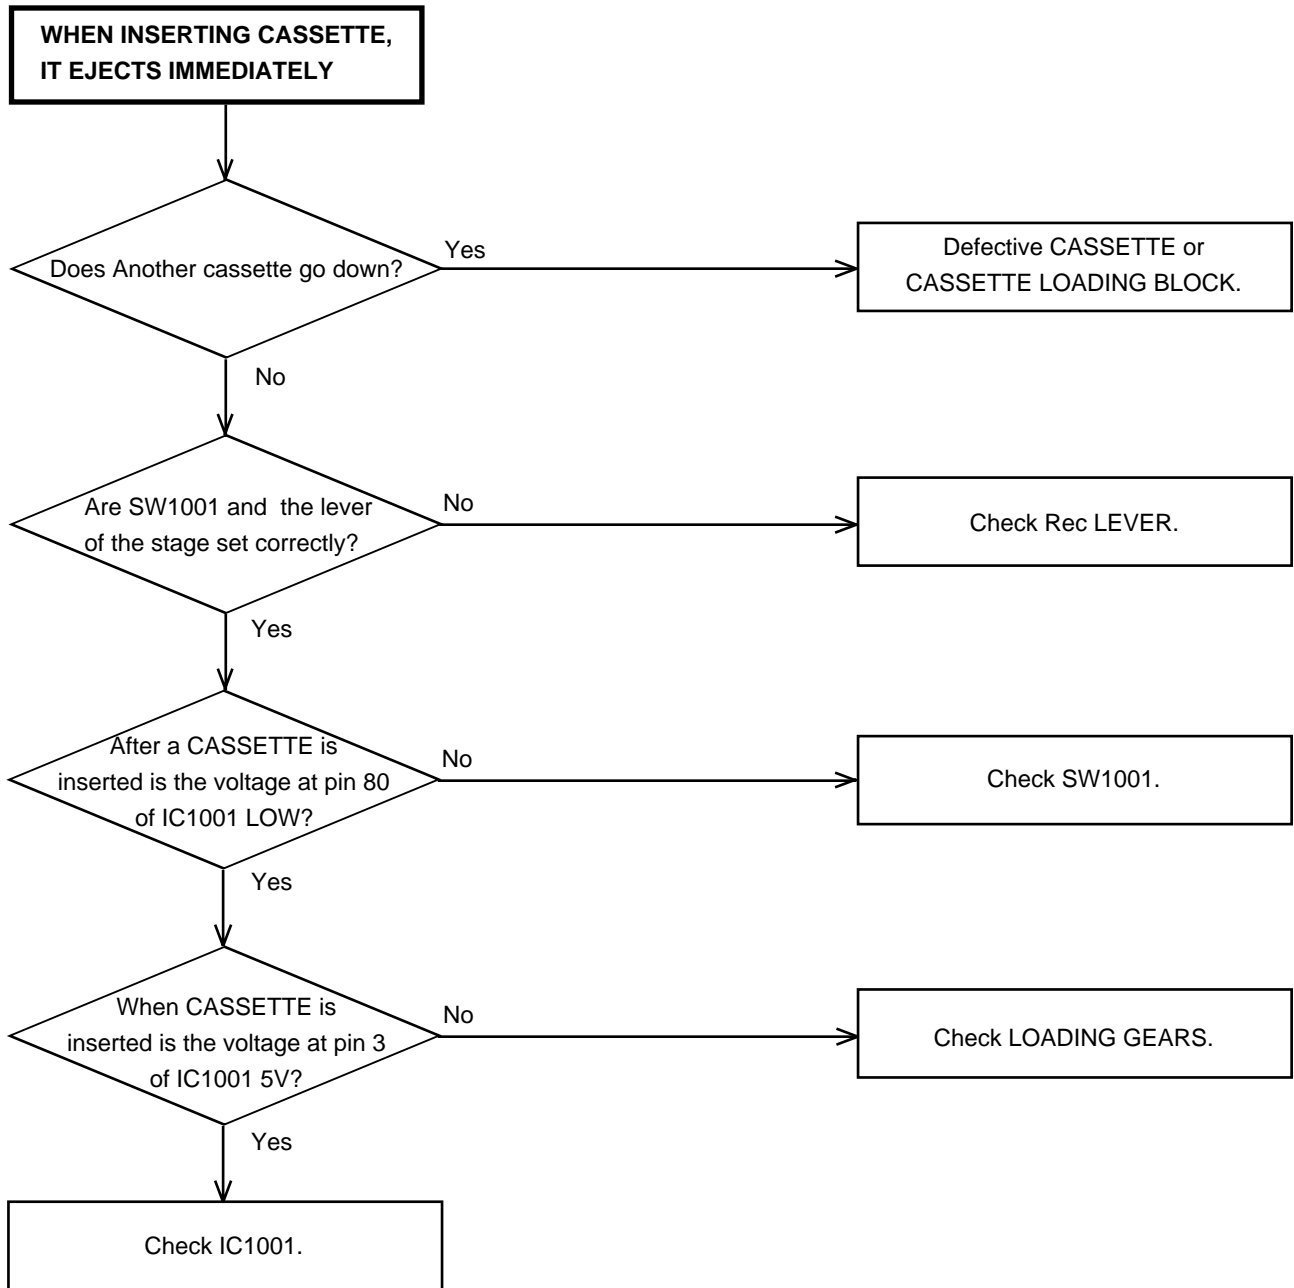 WHEN INSERTING CASSETTE,
IT EJECTS IMMEDIATELY
Does Another cassette go down?
Yes
Defective CASSETTE or
CASSETTE LOADING BLOCK.
No
Are SW1001 and the lever
of the stage set correctly?
No
Check Rec LEVER.
Yes
After a CASSETTE is
inserted is the voltage at pin 80
of IC1001 LOW?
No
Check SW1001.
Yes
When CASSETTE is
inserted is the voltage at pin 3
of IC1001 5V?
No
Check LOADING GEARS.
Yes
Check IC1001.